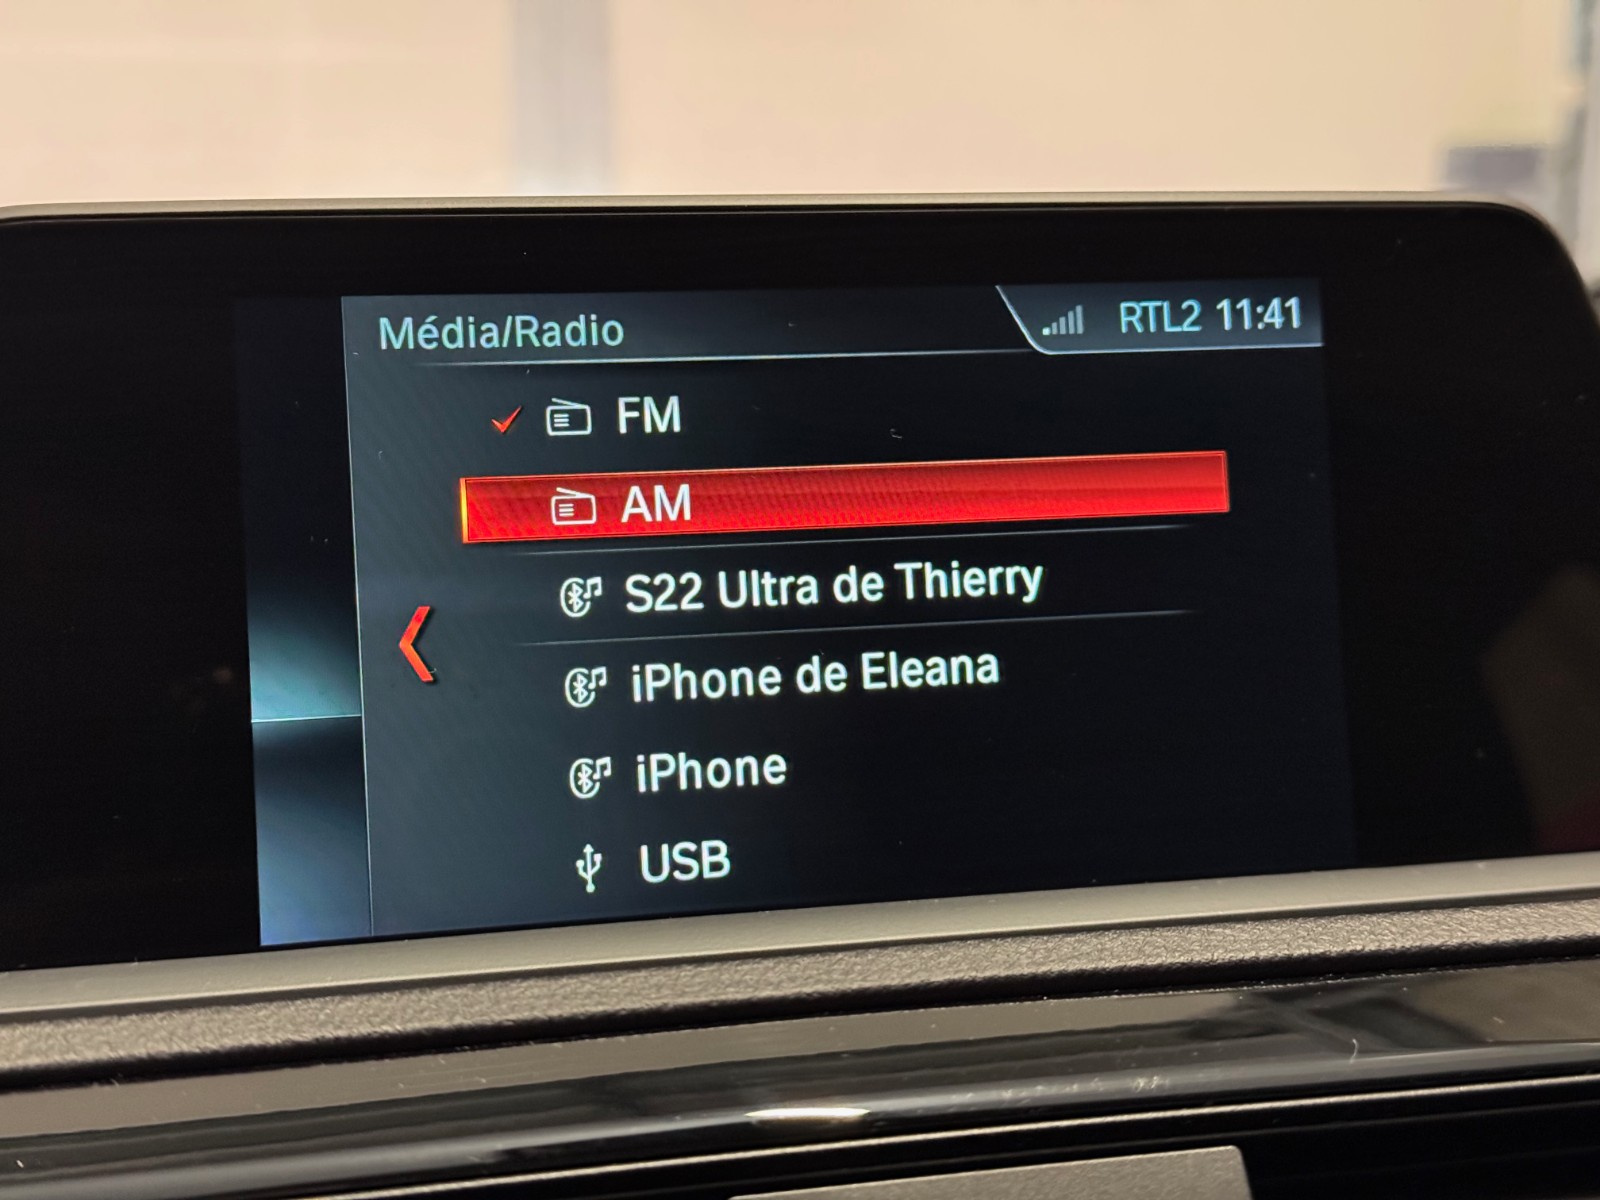 Média/Radio
RTL2 11:41
FM
AM
S22 Ultra de Thierry
iPhone de Eleana
iPhone
USB